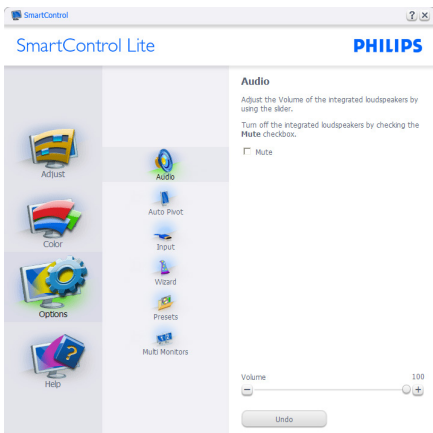 SmartControl
SmartControl Lite
PHILIPS
Adjust
Color
Options
Help
Audio
Auto Pivot
Input
Wizard
Presets
Multi Monitors
Audio
Adjust the Volume of the integrated loudspeakers by
using the slider.
Turn off the integrated loudspeakers by checking the
Mute checkbox.
Mute
Volume 100
Undo